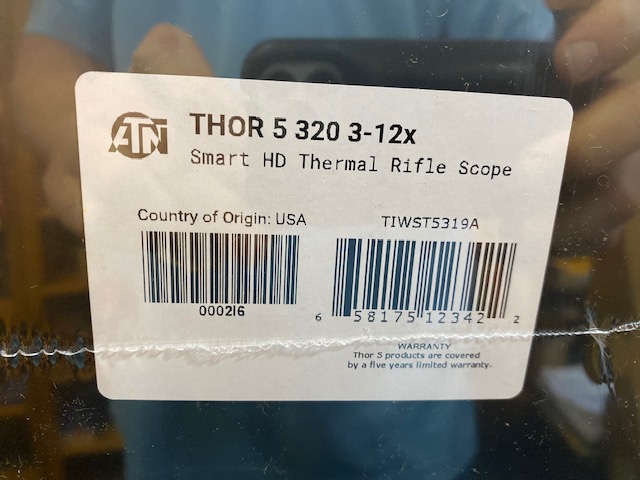 ATN
THOR 5 320 3-12x
Smart HD Thermal Rifle Scope
Country of Origin: USA
000216
TIWST5319A
6 58175 12342 2
WARRANTY
Thor 5 products are covered
by a five years limited warranty.